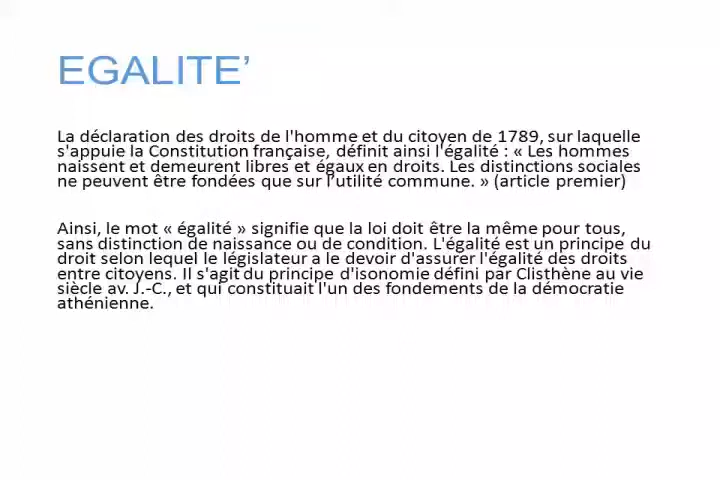 EGALITE’
La déclaration des droits de l'homme et du citoyen de 1789, sur laquelle
s'appuie la Constitution française, définit ainsi l'égalité : « Les hommes
naissent et demeurent libres et égaux en droits. Les distinctions sociales
ne peuvent être fondées que sur l’utilité commune. » (article premier)
Ainsi, le mot « égalité » signifie que la loi doit être la même pour tous,
sans distinction de naissance ou de condition. L'égalité est un principe du
droit selon lequel le législateur a le devoir d'assurer l'égalité des droits
entre citoyens. Il s'agit du principe d'isonomie défini par Clisthène au vie
siècle av. J.-C., et qui constituait l'un des fondements de la démocratie
athénienne.